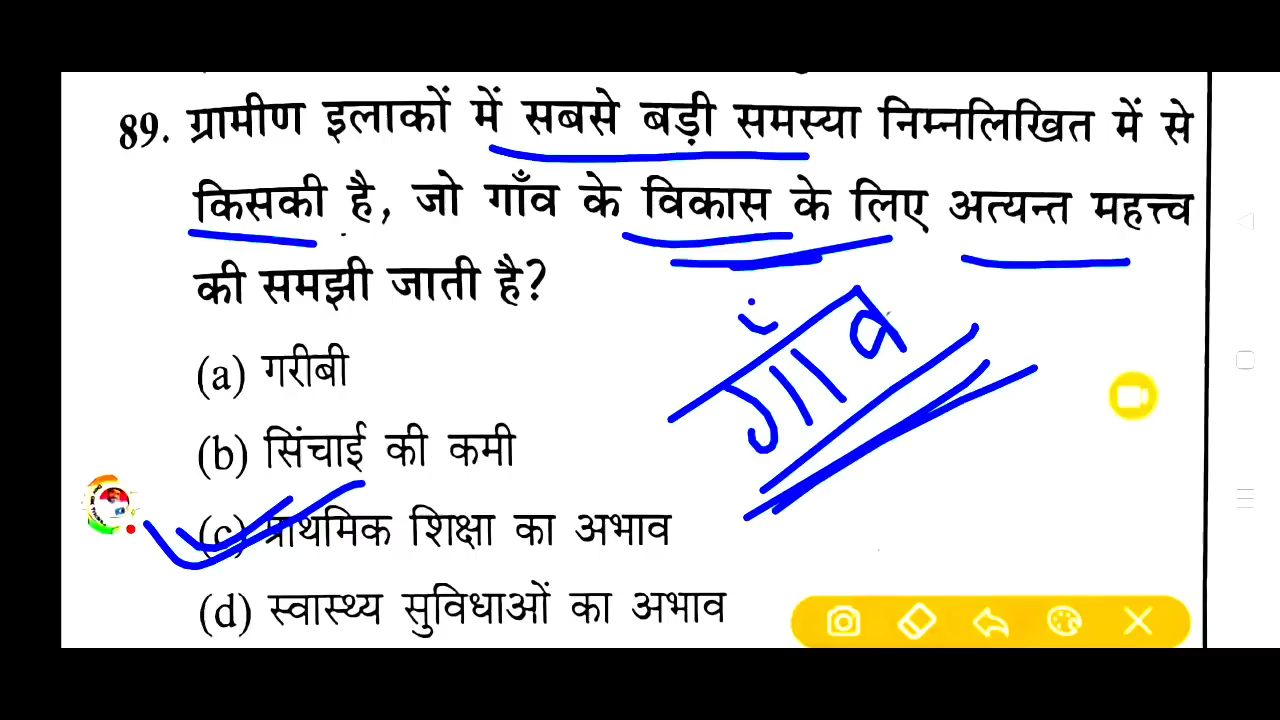 89. ग्रामीण इलाकों में सबसे बड़ी समस्या निम्नलिखित में से
किसकी है, जो गाँव के विकास के लिए अत्यन्त महत्त्व
की समझी जाती है?
गाँव
(a) गरीबी
(b) सिंचाई की कमी
(c) प्राथमिक शिक्षा का अभाव
(d) स्वास्थ्य सुविधाओं का अभाव